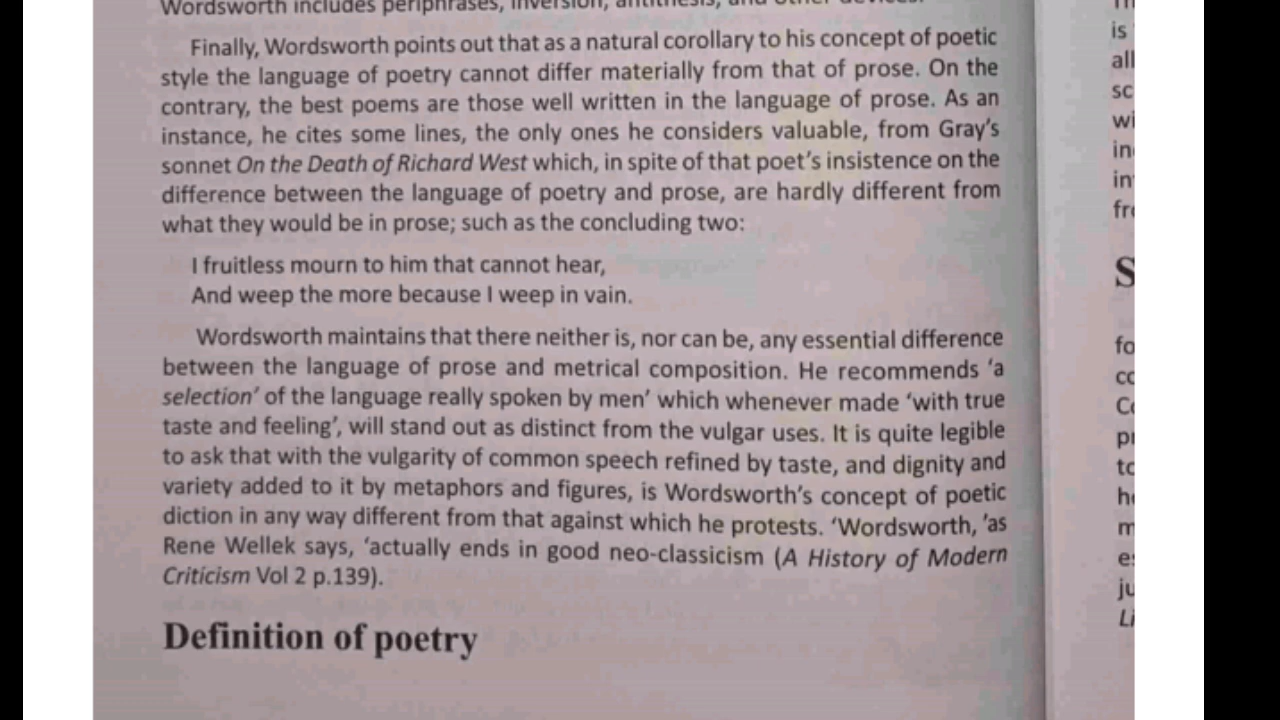 Wordsworth includes periphrases, inversion, antithesis, and other devices.
Finally, Wordsworth points out that as a natural corollary to his concept of poetic
style the language of poetry cannot differ materially from that of prose. On the
contrary, the best poems are those well written in the language of prose. As an
instance, he cites some lines, the only ones he considers valuable, from Gray's
sonnet On the Death of Richard West which, in spite of that poet's insistence on the
difference between the language of poetry and prose, are hardly different from
what they would be in prose; such as the concluding two:
I fruitless mourn to him that cannot hear,
And weep the more because I weep in vain.
Wordsworth maintains that there neither is, nor can be, any essential difference
between the language of prose and metrical composition. He recommends 'a
selection' of the language really spoken by men' which whenever made 'with true
taste and feeling', will stand out as distinct from the vulgar uses. It is quite legible
to ask that with the vulgarity of common speech refined by taste, and dignity and
variety added to it by metaphors and figures, is Wordsworth's concept of poetic
diction in any way different from that against which he protests. 'Wordsworth, 'as
Rene Wellek says, 'actually ends in good neo-classicism (A History of Modern
Criticism Vol 2 p.139).
Definition of poetry
is
all
S